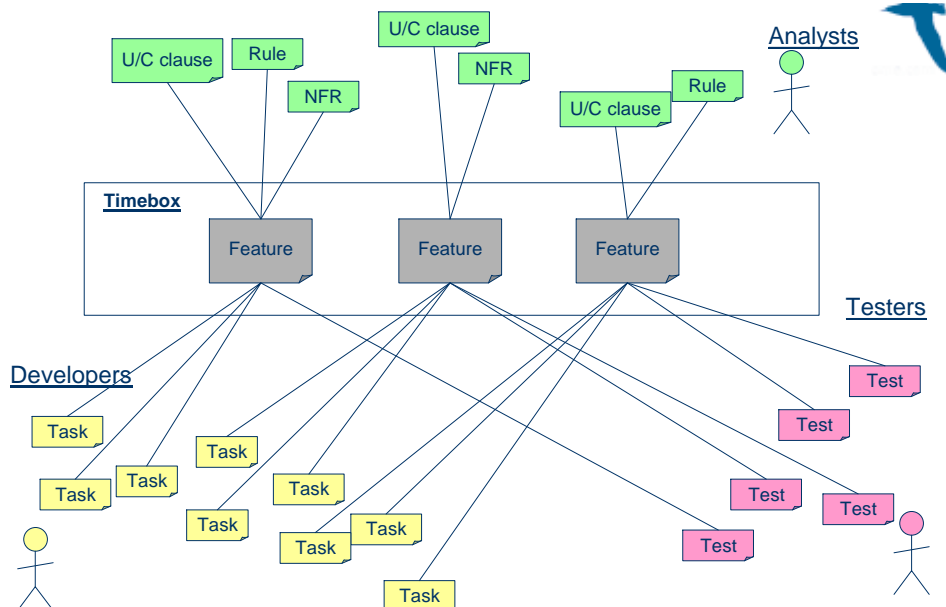 U/C clause
Rule
NFR
U/C clause
NFR
U/C clause
Rule
Analysts
Timebox
Feature
Feature
Feature
Testers
Developers
Test
Test
Task
Task
Task
Task
Task
Task
Task
Task
Task
Test
Test
Test